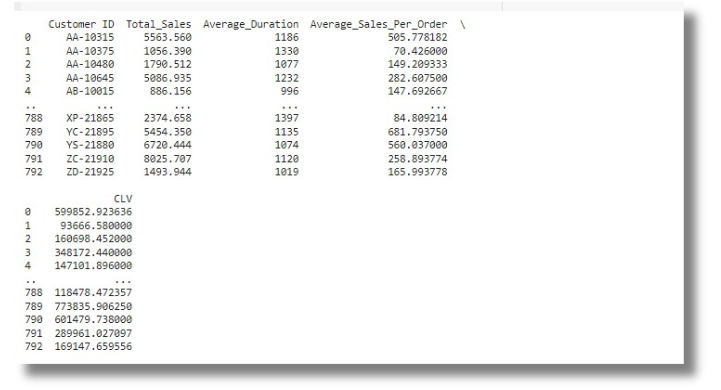 Customer ID Total_Sales Average_Duration Average_Sales_Per_Order \
0 AA-10315 5563.560 1186 505.778182
1 AA-10375 1056.390 1330 70.426000
2 AA-10480 1790.512 1077 149.209333
3 AA-10645 5086.935 1232 282.607500
4 AB-10015 886.156 996 147.692667
.. ... ... ... ...
788 XP-21865 2374.658 1397 84.809214
789 YC-21895 5454.350 1135 681.793750
790 YS-21880 6720.444 1074 560.037000
791 ZC-21910 8025.707 1120 258.893774
792 ZD-21925 1493.944 1019 165.993778
CLV
0 599852.923636
1 93666.580000
2 160698.452000
3 348172.440000
4 147101.896000
.. ...
788 118478.472357
789 773835.906250
790 601479.738000
791 289961.027097
792 169147.659556